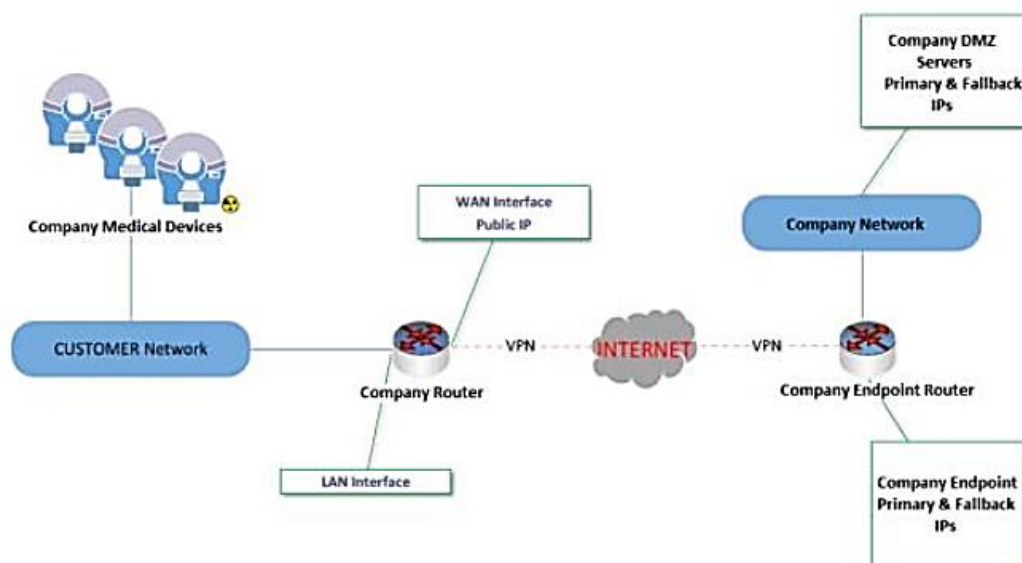 Company DMZ
Servers
Primary & Fallback
IPs
Company Medical Devices
WAN Interface
Public IP
Company Network
CUSTOMER Network
VPN
INTERNET
VPN
Company Router
Company Endpoint Router
LAN Interface
Company Endpoint
Primary & Fallback
IPs